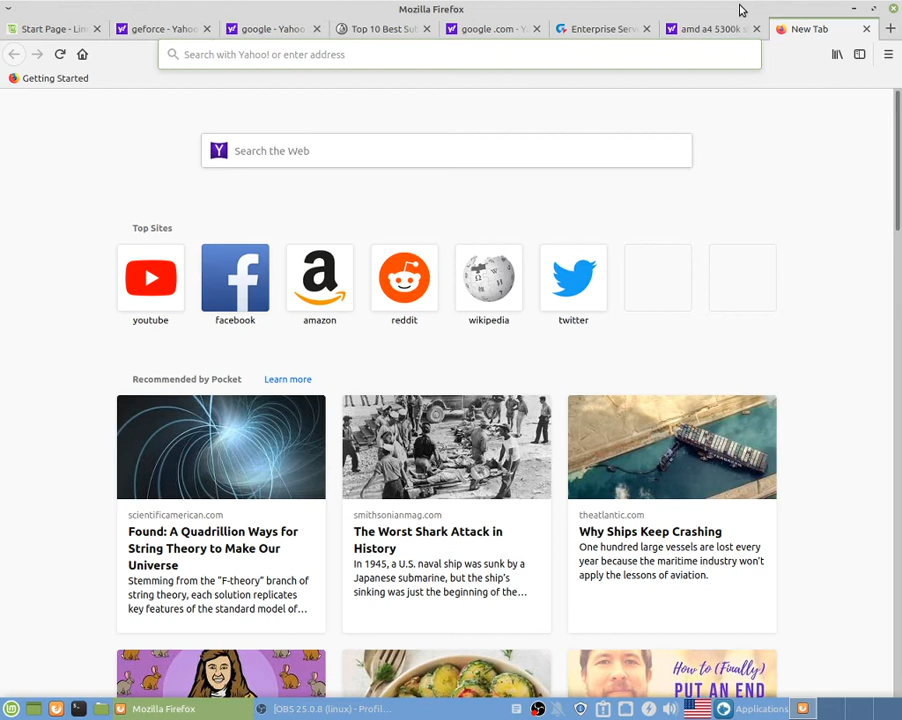 Mozilla Firefox
Start Page - Lin
geforce - Yahoo
google - Yahoo!
Top 10 Best Su
google .com - Y
Enterprise Serv
amd a4 5300k s
New Tab
Search with Yahoo! or enter address
Getting Started
Y Search the Web
Top Sites
youtube
facebook
a
amazon
reddit
W
wikipedia
twitter
Recommended by Pocket Learn more
scientificamerican.com
Found: A Quadrillion Ways for
String Theory to Make Our
Universe
Stemming from the "F-theory" branch of
string theory, each solution replicates
key features of the standard model of…
smithsonianmag.com
The Worst Shark Attack in
History
In 1945, a U.S. naval ship was sunk by a
Japanese submarine, but the ship's
sinking was just the beginning of the…
theatlantic.com
Why Ships Keep Crashing
One hundred large vessels are lost every
year because the maritime industry won't
apply the lessons of aviation.
How to (Finally)
PUT AN END
Mozilla Firefox
[OBS 25.0.8 (linux) - Profil...
Applications